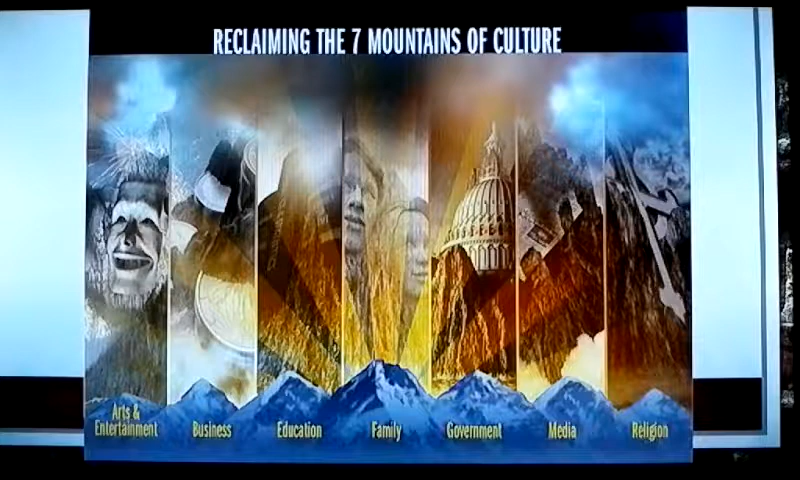 RECLAIMING THE 7 MOUNTAINS OF CULTURE
Arts &
Entertainment
Business
Education
Family
Government
Media
Religion